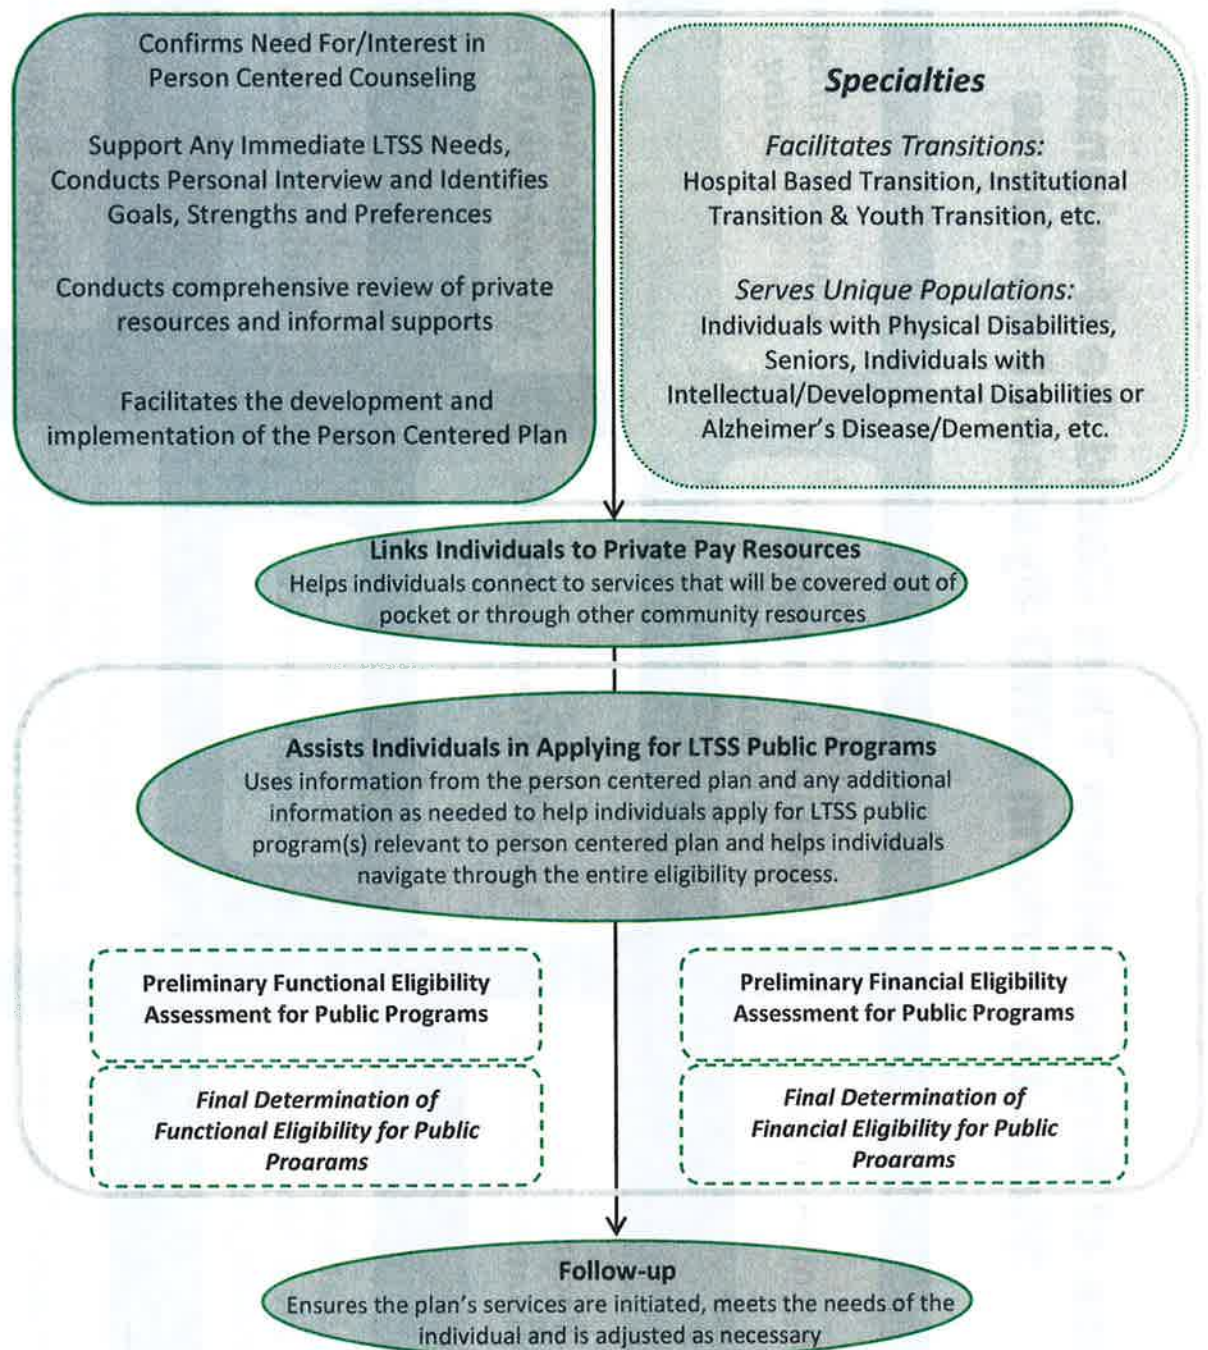 Confirms Need For/Interest in
Person Centered Counseling
Support Any Immediate LTSS Needs,
Conducts Personal Interview and Identifies
Goals, Strengths and Preferences
Conducts comprehensive review of private
resources and informal supports
Facilitates the development and
implementation of the Person Centered Plan
Specialties
Facilitates Transitions:
Hospital Based Transition, Institutional
Transition & Youth Transition, etc.
Serves Unique Populations:
Individuals with Physical Disabilities,
Seniors, Individuals with
Intellectual/Developmental Disabilities or
Alzheimer's Disease/Dementia, etc.
Links Individuals to Private Pay Resources
Helps individuals connect to services that will be covered out of
pocket or through other community resources
Assists Individuals in Applying for LTSS Public Programs
Uses information from the person centered plan and any additional
information as needed to help individuals apply for LTSS public
program(s) relevant to person centered plan and helps individuals
navigate through the entire eligibility process.
Preliminary Functional Eligibility
Assessment for Public Programs
Final Determination of
Functional Eligibility for Public
Programs
Preliminary Financial Eligibility
Assessment for Public Programs
Final Determination of
Financial Eligibility for Public
Programs
Follow-up
Ensures the plan's services are initiated, meets the needs of the
individual and is adjusted as necessary